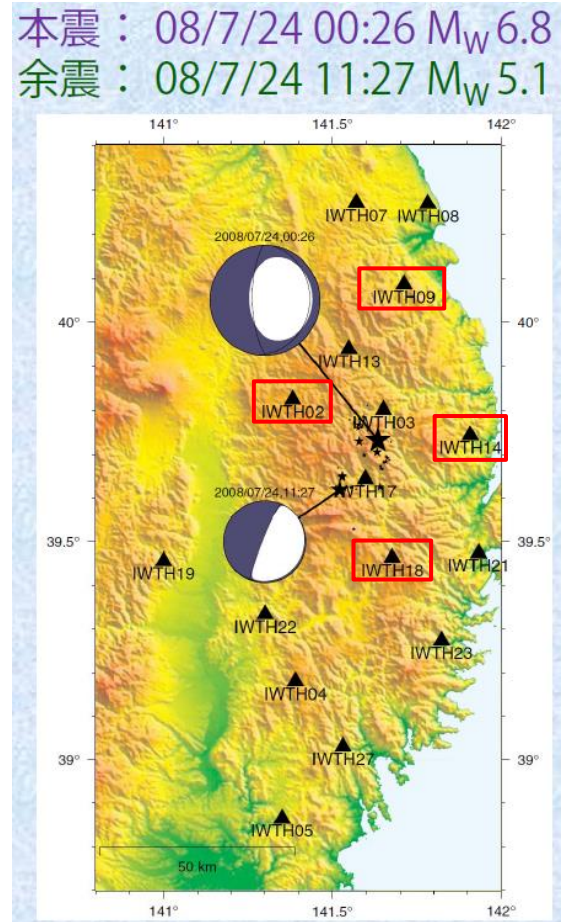 本震： 08/7/24 00:26 MW 6.8
余震： 08/7/24 11:27 MW 5.1
141° 141.5° 142°
IWTH07 IWTH08
2008/07/24,00:26
IWTH09
40° 40°
IWTH13
IWTH02 IWTH03
IWTH14
IWTH17
2008/07/24,11:27
39.5° 39.5°
IWTH19 IWTH18 IWTH21
IWTH22
IWTH23
IWTH04
39° 39°
IWTH27
IWTH05
50 km
141° 141.5° 142°